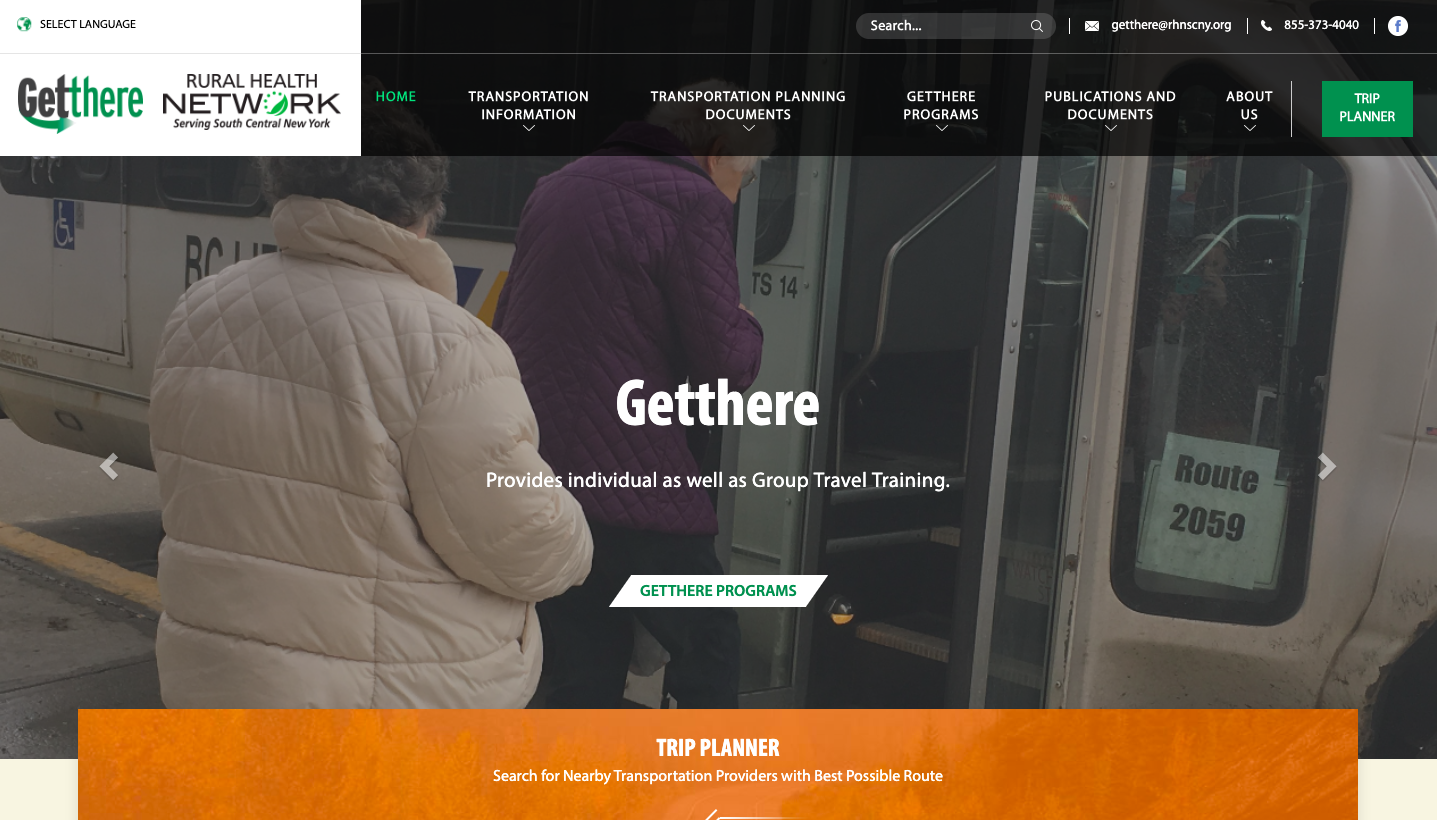 SELECT LANGUAGE
Search...
getthere@rhnscny.org
855-373-4040
Getthere
RURAL HEALTH
NETWORK
Serving South Central New York
HOME
TRANSPORTATION
INFORMATION
TRANSPORTATION PLANNING
DOCUMENTS
GETTHERE
PROGRAMS
PUBLICATIONS AND
DOCUMENTS
ABOUT
US
TRIP
PLANNER
BC
TS 14
Getthere
Provides individual as well as Group Travel Training.
Route
2059
GETTHERE PROGRAMS
TRIP PLANNER
Search for Nearby Transportation Providers with Best Possible Route